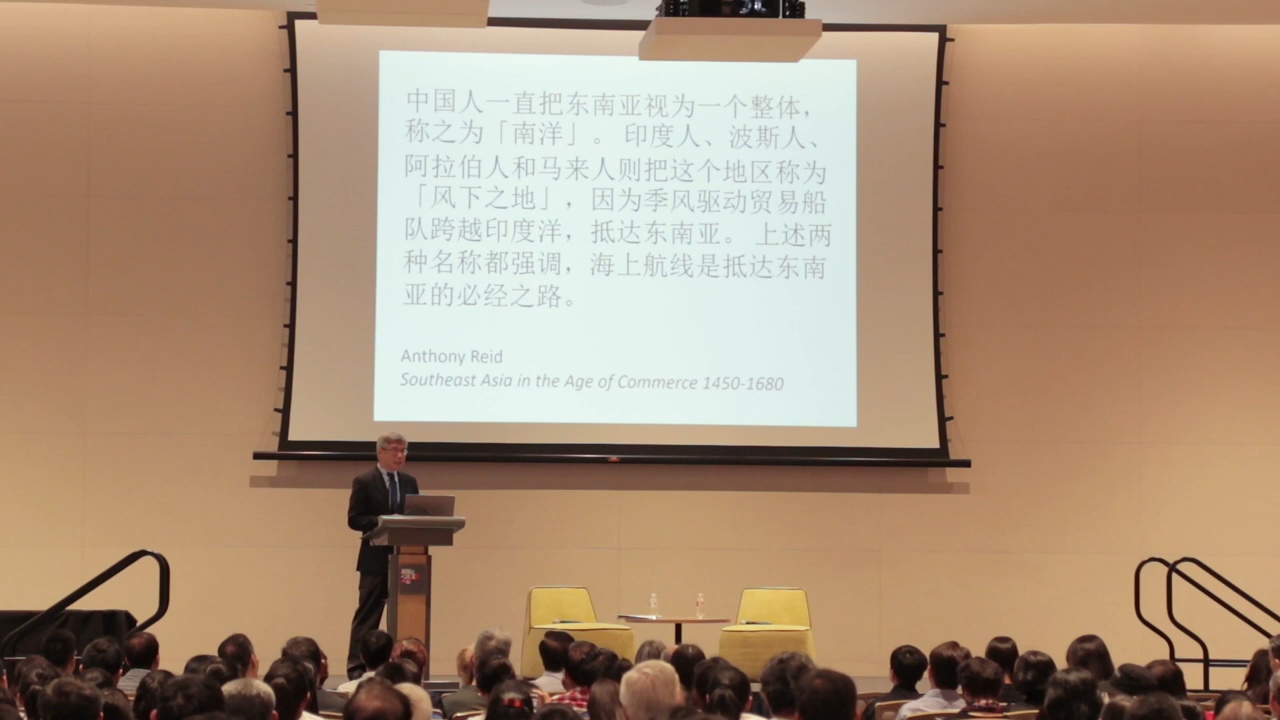 中国人一直把东南亚视为一个整体，
称之为「南洋」。 印度人、波斯人、
阿拉伯人和马来人则把这个地区称为
「风下之地」，因为季风驱动贸易船
队跨越印度洋，抵达东南亚。 上述两
种名称都强调，海上航线是抵达东南
亚的必经之路。
Anthony Reid
Southeast Asia in the Age of Commerce 1450-1680